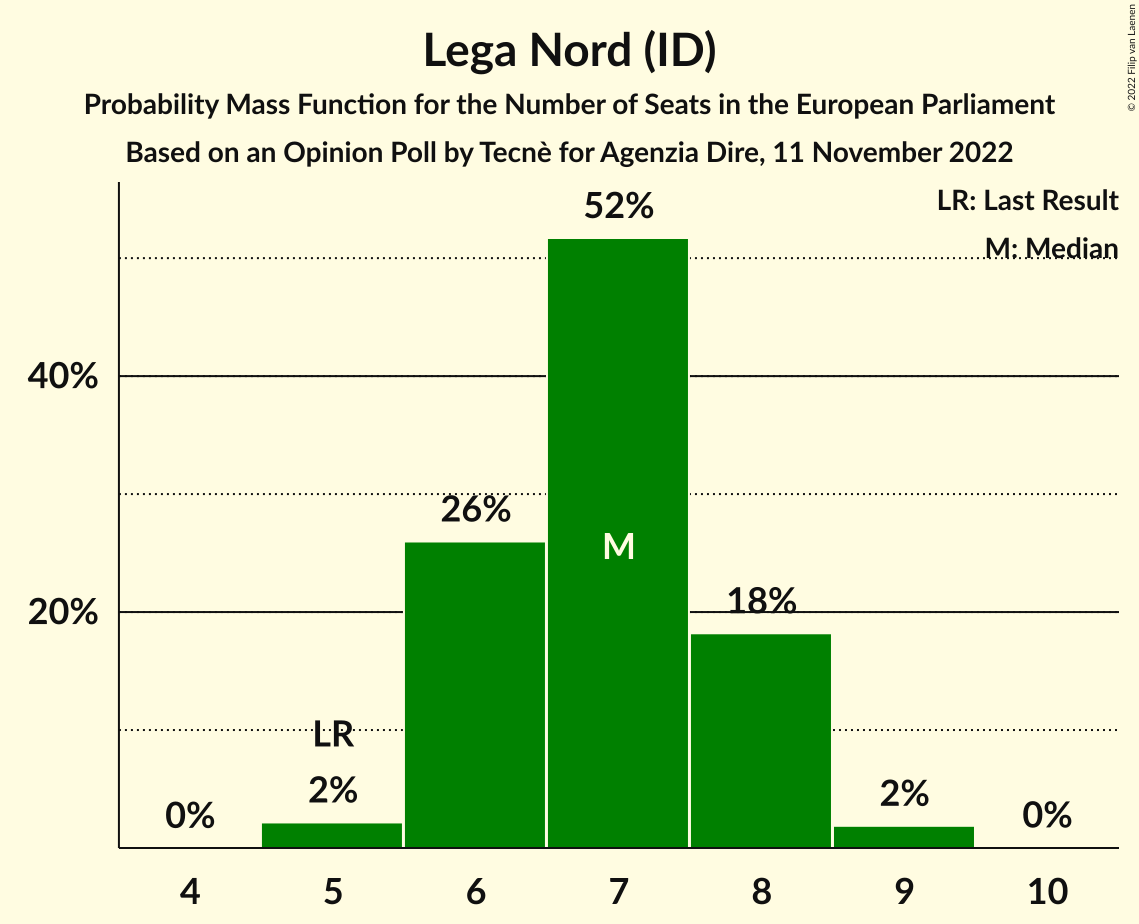 Lega Nord (ID)
Probability Mass Function for the Number of Seats in the European Parliament
Based on an Opinion Poll by Tecnè for Agenzia Dire, 11 November 2022
© 2022 Filip van Laenen
LR: Last Result
M: Median
52%
40%
26%
M
20%
18%
LR
0%
2%
2%
0%
4 5 6 7 8 9 10